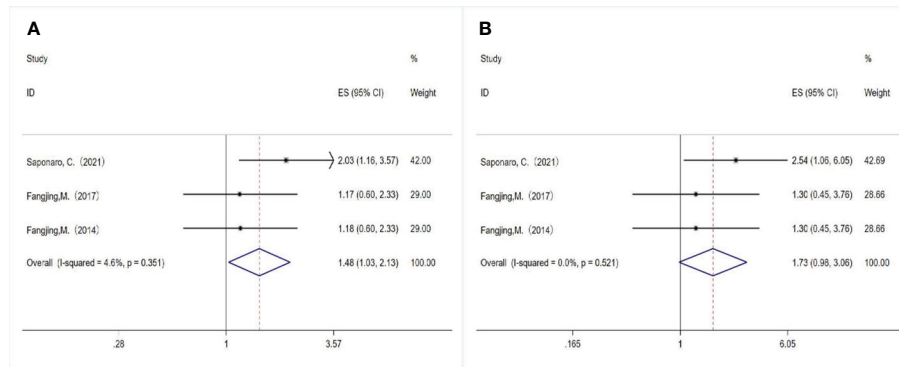 A
Study %
ID ES (95% CI) Weight
Saponaro, C. (2021) 2.03 (1.16, 3.57) 42.00
Fangjing,M. (2017) 1.17 (0.60, 2.33) 29.00
Fangjing,M. (2014) 1.18 (0.60, 2.33) 29.00
Overall (I-squared = 4.6%, p = 0.351) 1.48 (1.03, 2.13) 100.00
.28 1 3.57
B
Study %
ID ES (95% CI) Weight
Saponaro, C. (2021) 2.54 (1.06, 6.05) 42.69
Fangjing,M. (2017) 1.30 (0.45, 3.76) 28.66
Fangjing,M. (2014) 1.30 (0.45, 3.76) 28.66
Overall (I-squared = 0.0%, p = 0.521) 1.73 (0.98, 3.06) 100.00
.165 1 6.05